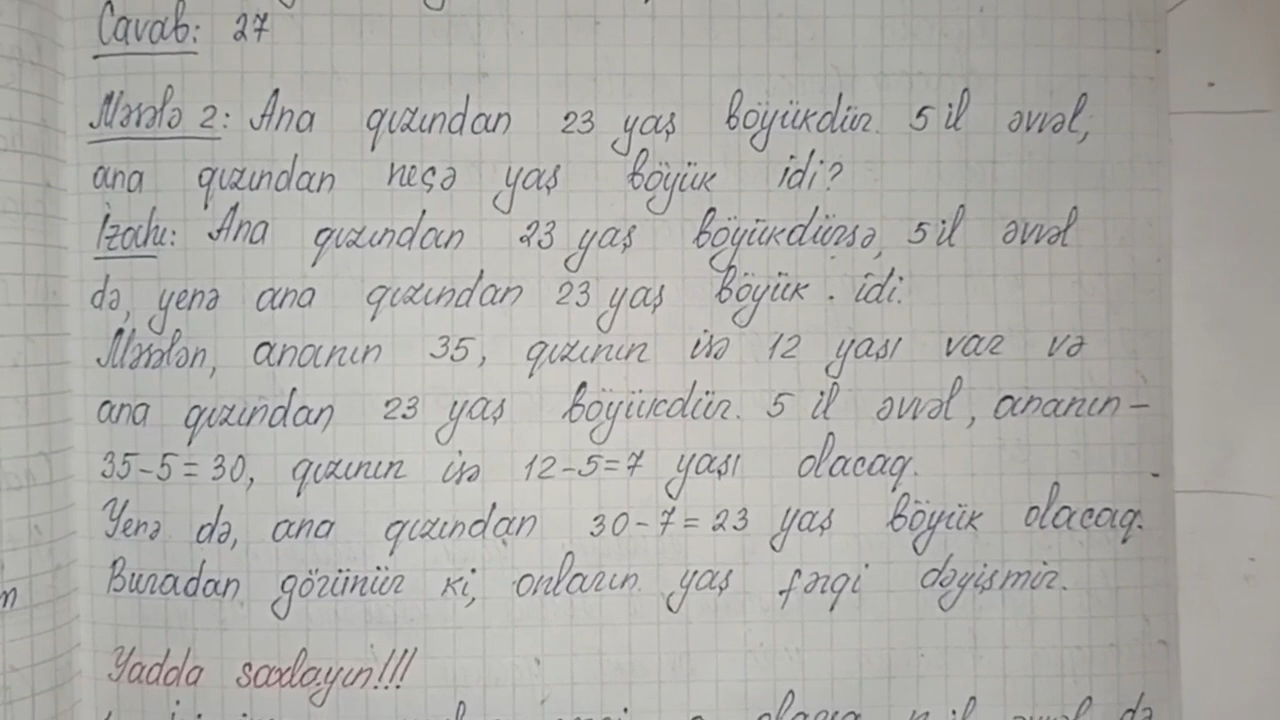 Cavab: 27
Məsələ 2: Ana qızından 23 yaş böyükdür. 5 il əvvəl,
ana qızından neçə yaş böyük idi?
İzahı: Ana qızından 23 yaş böyükdürsə, 5 il əvvəl
də, yenə ana qızından 23 yaş böyük. idi.
Məsələn, ananın 35, qızının isə 12 yaşı var və
ana qızından 23 yaş böyükdür. 5 il əvvəl, ananın–
35-5=30, qızının isə 12-5=7 yaşı olacaq.
Yenə də, ana qızından 30-7=23 yaş böyük olacaq.
Buradan görünür ki, onların yaş fərqi dəyişmir.
Yadda saxlayın!!!